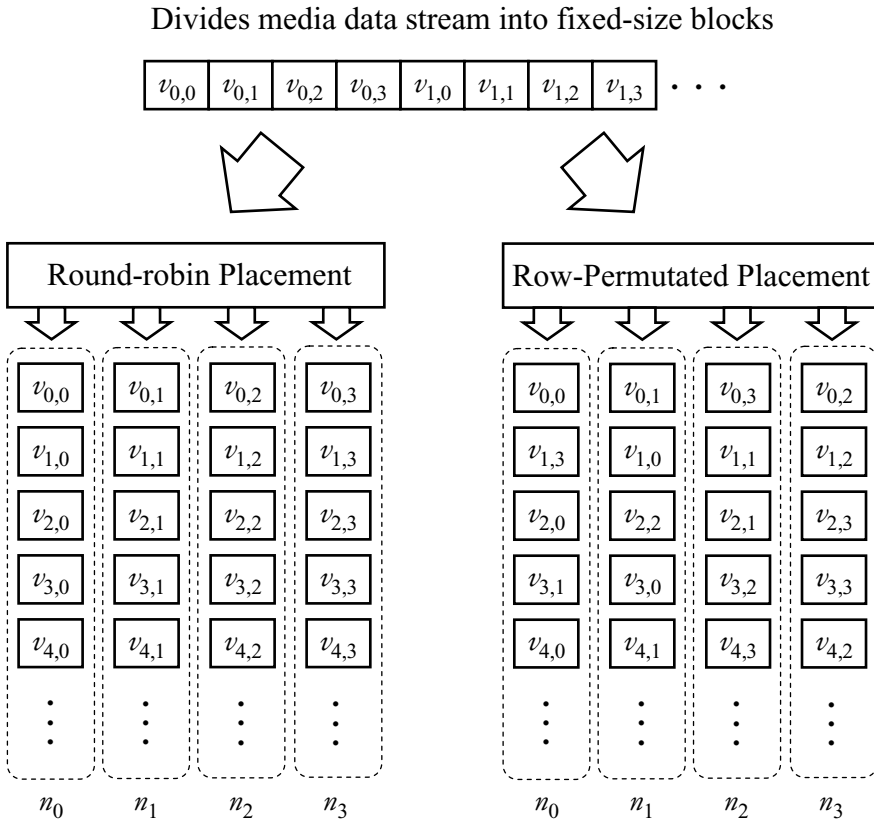 Divides media data stream into fixed-size blocks
v0,0 v0,1 v0,2 v0,3 v1,0 v1,1 v1,2 v1,3 · · ·
Round-robin Placement
v0,0 v0,1 v0,2 v0,3
v1,0 v1,1 v1,2 v1,3
v2,0 v2,1 v2,2 v2,3
v3,0 v3,1 v3,2 v3,3
v4,0 v4,1 v4,2 v4,3
n0 n1 n2 n3
Row-Permutated Placement
v0,0 v0,1 v0,3 v0,2
v1,3 v1,0 v1,1 v1,2
v2,0 v2,2 v2,1 v2,3
v3,1 v3,0 v3,2 v3,3
v4,0 v4,1 v4,3 v4,2
n0 n1 n2 n3